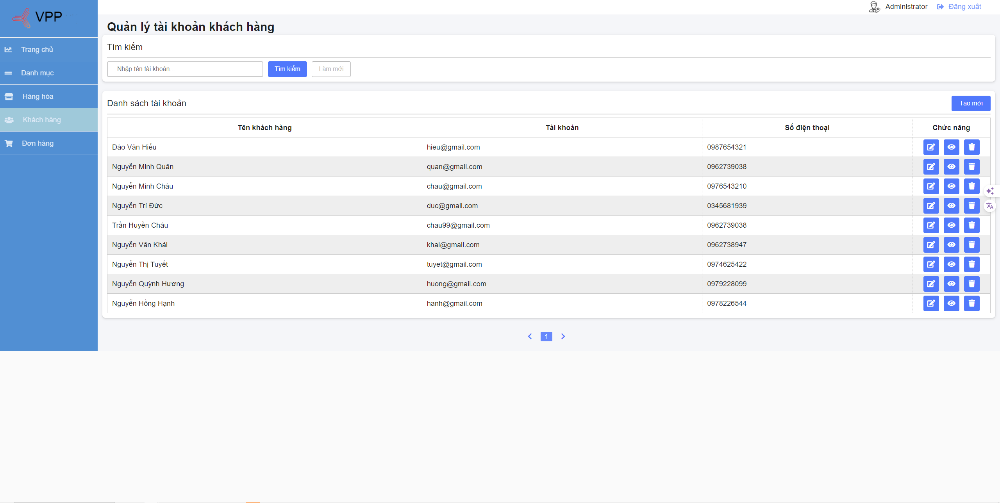 VPP
Administrator Đăng xuất
Trang chủ
Danh mục
Hàng hóa
Khách hàng
Đơn hàng
Quản lý tài khoản khách hàng
Tìm kiếm
Nhập tên tài khoản... Tìm kiếm Làm mới
Danh sách tài khoản Tạo mới
Tên khách hàng Tài khoản Số điện thoại Chức năng
Đào Văn Hiếu hieu@gmail.com 0987654321
Nguyễn Minh Quân quan@gmail.com 0962739038
Nguyễn Minh Châu chau@gmail.com 0976543210
Nguyễn Trí Đức duc@gmail.com 0345681939
Trần Huyền Châu chau99@gmail.com 0962739038
Nguyễn Văn Khải khai@gmail.com 0962738947
Nguyễn Thị Tuyết tuyet@gmail.com 0974625422
Nguyễn Quỳnh Hương huong@gmail.com 0979228099
Nguyễn Hồng Hạnh hanh@gmail.com 0978226544
1